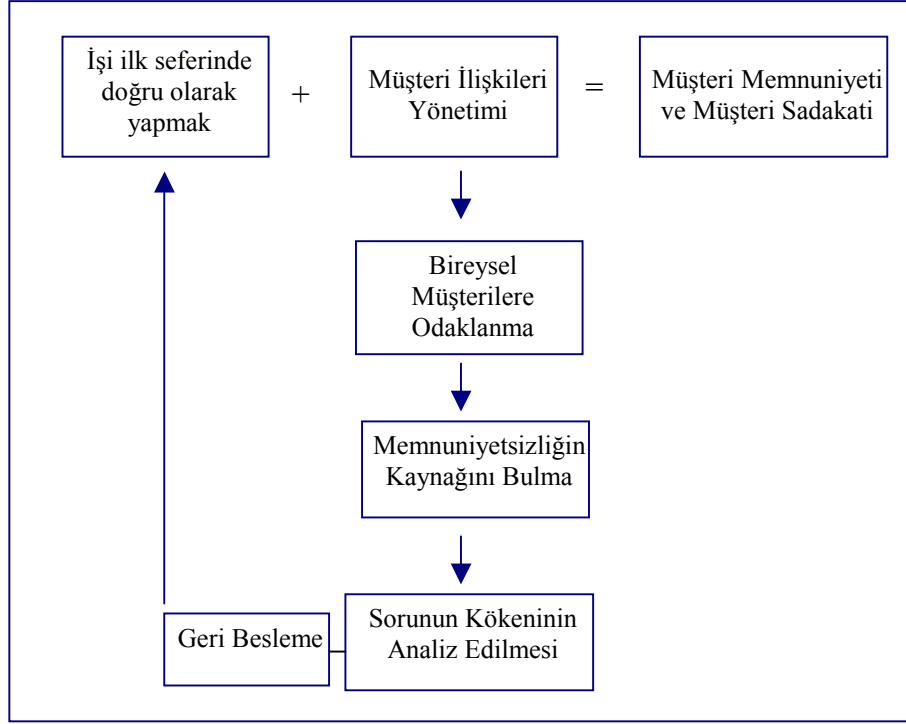 İşi ilk seferinde
doğru olarak
yapmak
+
Müşteri İlişkileri
Yönetimi
=
Müşteri Memnuniyeti
ve Müşteri Sadakati
Bireysel
Müşterilere
Odaklanma
Memnuniyetsizliğin
Kaynağını Bulma
Sorunun Kökeninin
Analiz Edilmesi
Geri Besleme